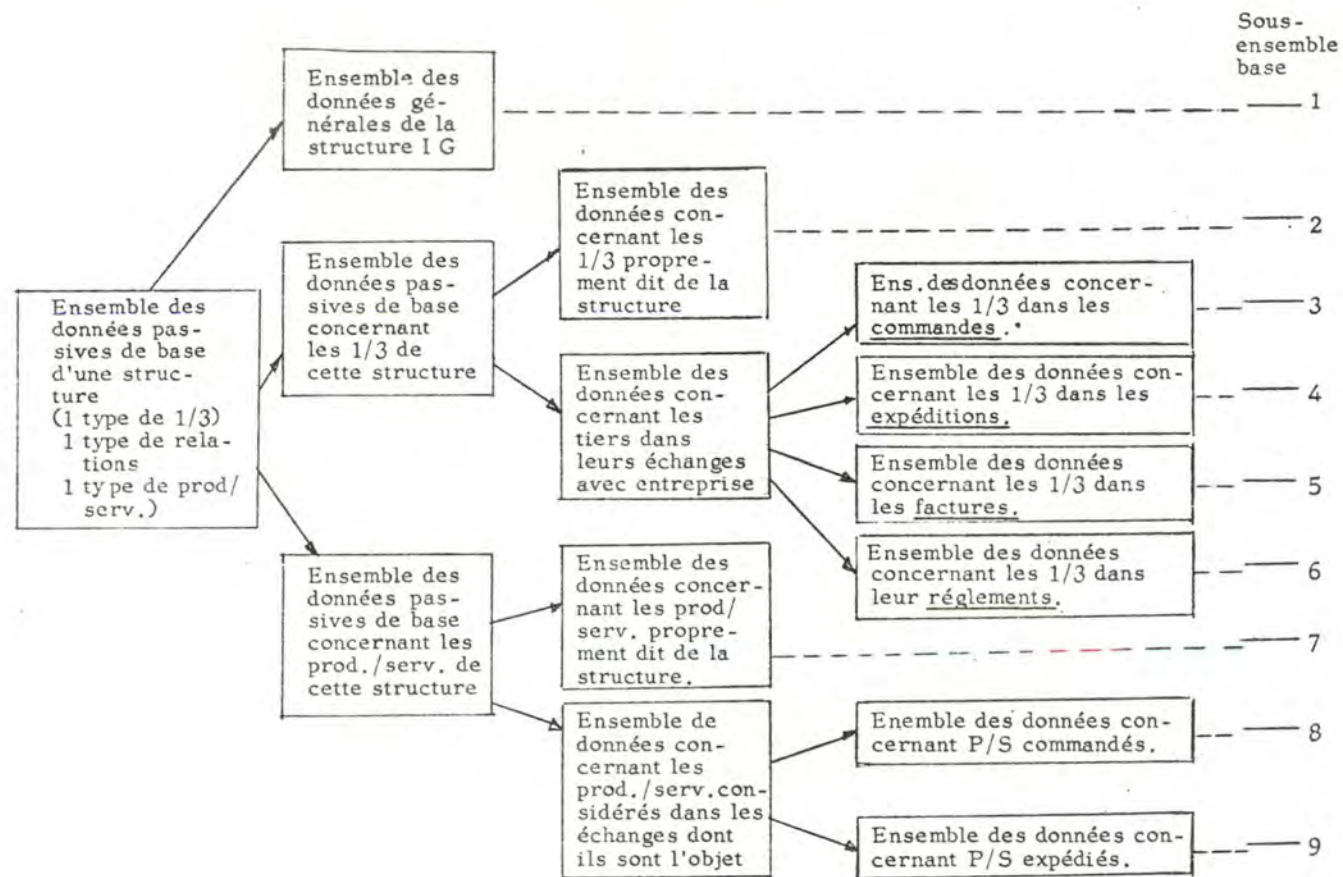 Sous-
ensemble
base
Ensemble des
données gé-
nérales de la
structure I G
1
Ensemble des
données con-
cernant les
1/3 propre-
ment dit de la
structure
2
Ensemble des
données pas-
sives de base
concernant
les 1/3 de
cette structure
Ensemble des
données pas-
sives de base
d'une struc-
ture
(1 type de 1/3)
1 type de rela-
tions
1 type de prod/
serv.)
Ens.desdonnées concer-
nant les 1/3 dans les
commandes.
3
Ensemble des
données con-
cernant les
tiers dans
leurs échanges
avec entreprise
Ensemble des données con-
cernant les 1/3 dans les
expéditions.
4
Ensemble des données
concernant les 1/3 dans
les factures.
5
Ensemble des données
concernant les 1/3 dans
leur réglements.
6
Ensemble des
données pas-
sives de base
concernant les
prod./serv. de
cette structure
Ensemble des
données concer-
nant les prod/
serv. propre-
ment dit de la
structure.
7
Ensemble de
données con-
cernant les
prod./serv.con-
sidérés dans les
échanges dont
ils sont l'objet
Enemble des données con-
cernant P/S commandés.
8
Ensemble des données con-
cernant P/S expédiés.
9